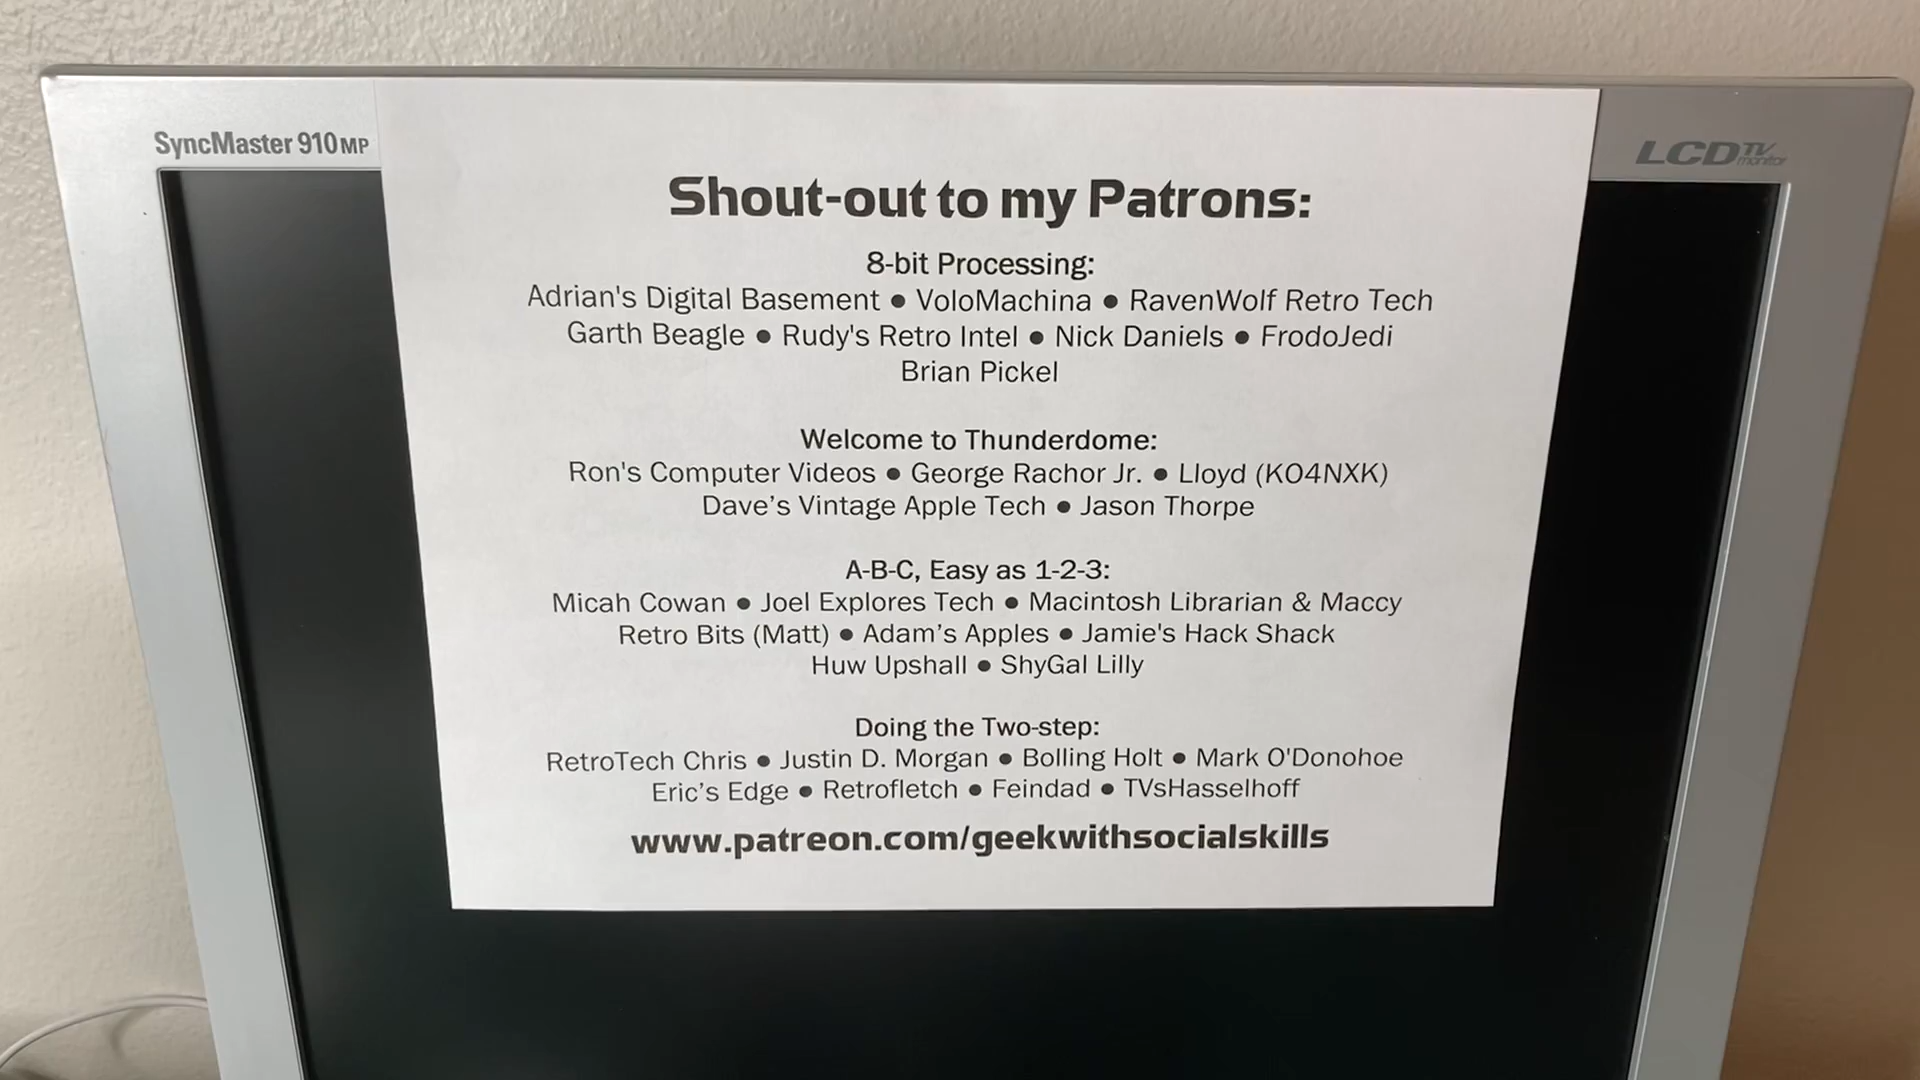 SyncMaster 910MP
LCD TV monitor
Shout-out to my Patrons:
8-bit Processing:
Adrian's Digital Basement ● VoloMachina ● RavenWolf Retro Tech
Garth Beagle ● Rudy's Retro Intel ● Nick Daniels ● FrodoJedi
Brian Pickel
Welcome to Thunderdome:
Ron's Computer Videos ● George Rachor Jr. ● Lloyd (KO4NXK)
Dave’s Vintage Apple Tech ● Jason Thorpe
A-B-C, Easy as 1-2-3:
Micah Cowan ● Joel Explores Tech ● Macintosh Librarian & Maccy
Retro Bits (Matt) ● Adam’s Apples ● Jamie's Hack Shack
Huw Upshall ● ShyGal Lilly
Doing the Two-step:
RetroTech Chris ● Justin D. Morgan ● Bolling Holt ● Mark O'Donohoe
Eric’s Edge ● Retrofletch ● Feindad ● TVsHasselhoff
www.patreon.com/geekwithsocialskills